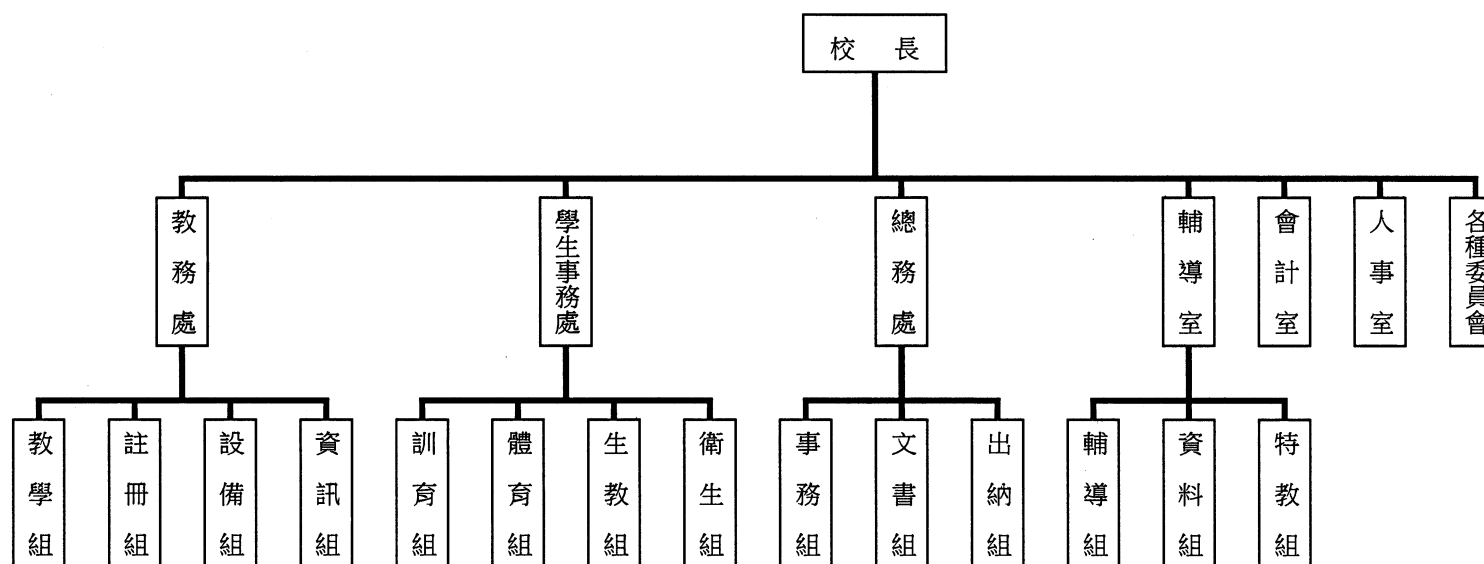 校長
教務處
學生事務處
總務處
輔導室
會計室
人事室
各種委員會
教學組
註冊組
設備組
資訊組
訓育組
體育組
生教組
衛生組
事務組
文書組
出納組
輔導組
資料組
特教組